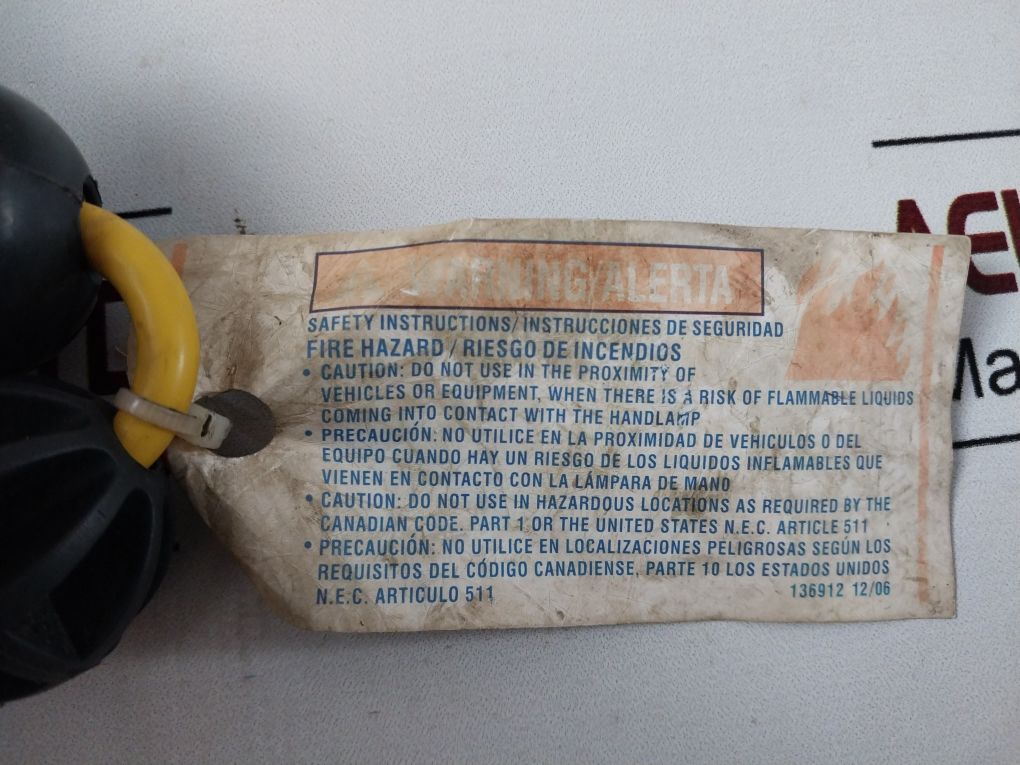 WARNING/ALERTA
SAFETY INSTRUCTIONS/INSTRUCCIONES DE SEGURIDAD
FIRE HAZARD / RIESGO DE INCENDIOS
• CAUTION: DO NOT USE IN THE PROXIMITY OF
VEHICLES OR EQUIPMENT, WHEN THERE IS A RISK OF FLAMMABLE LIQUIDS
COMING INTO CONTACT WITH THE HANDLAMP
• PRECAUCIÓN: NO UTILICE EN LA PROXIMIDAD DE VEHICULOS O DEL
EQUIPO CUANDO HAY UN RIESGO DE LOS LIQUIDOS INFLAMABLES QUE
VIENEN EN CONTACTO CON LA LÁMPARA DE MANO
• CAUTION: DO NOT USE IN HAZARDOUS LOCATIONS AS REQUIRED BY THE
CANADIAN CODE. PART 1 OR THE UNITED STATES N.E.C. ARTICLE 511
• PRECAUCIÓN: NO UTILICE EN LOCALIZACIONES PELIGROSAS SEGÚN LOS
REQUISITOS DEL CÓDIGO CANADIENSE. PARTE 10 LOS ESTADOS UNIDOS
N.E.C. ARTICULO 511
136912 12/06
Ma